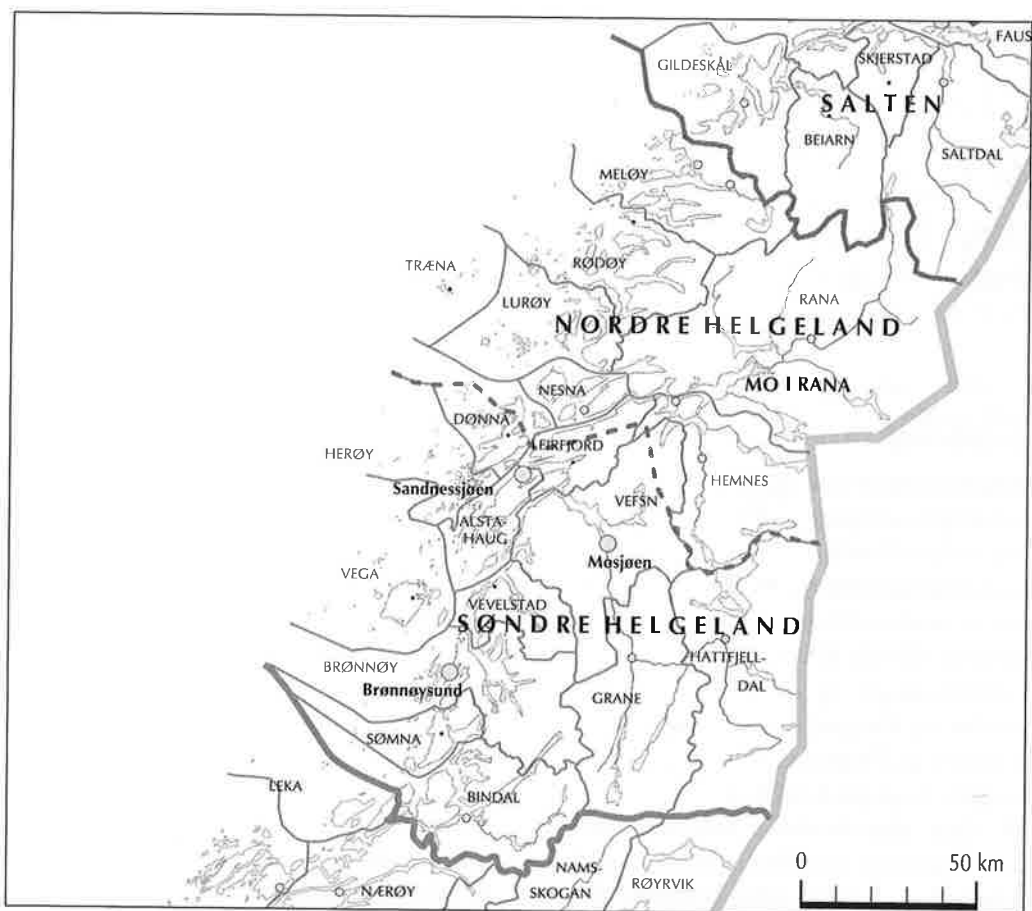 FAUS
GILDESKÅL
SKJERSTAD
SALTEN
BEIARN
SALTDAL
MELØY
TRÆNA
RØDØY
LURØY
RANA
NORDRE HELGELAND
NESNA
MO I RANA
DØNNA
HERØY
LEIRFJORD
HEMNES
Sandnessjøen
VEFSN
ALSTA-
HAUG
Mosjøen
VEGA
VEVELSTAD
SØNDRE HELGELAND
BRØNNØY
HATTFJELL-
DAL
Brønnøysund
GRANE
SØMNA
LEKA
BINDAL
NAMS-
SKOGAN
RØYRVIK
NÆRØY
0 50 km